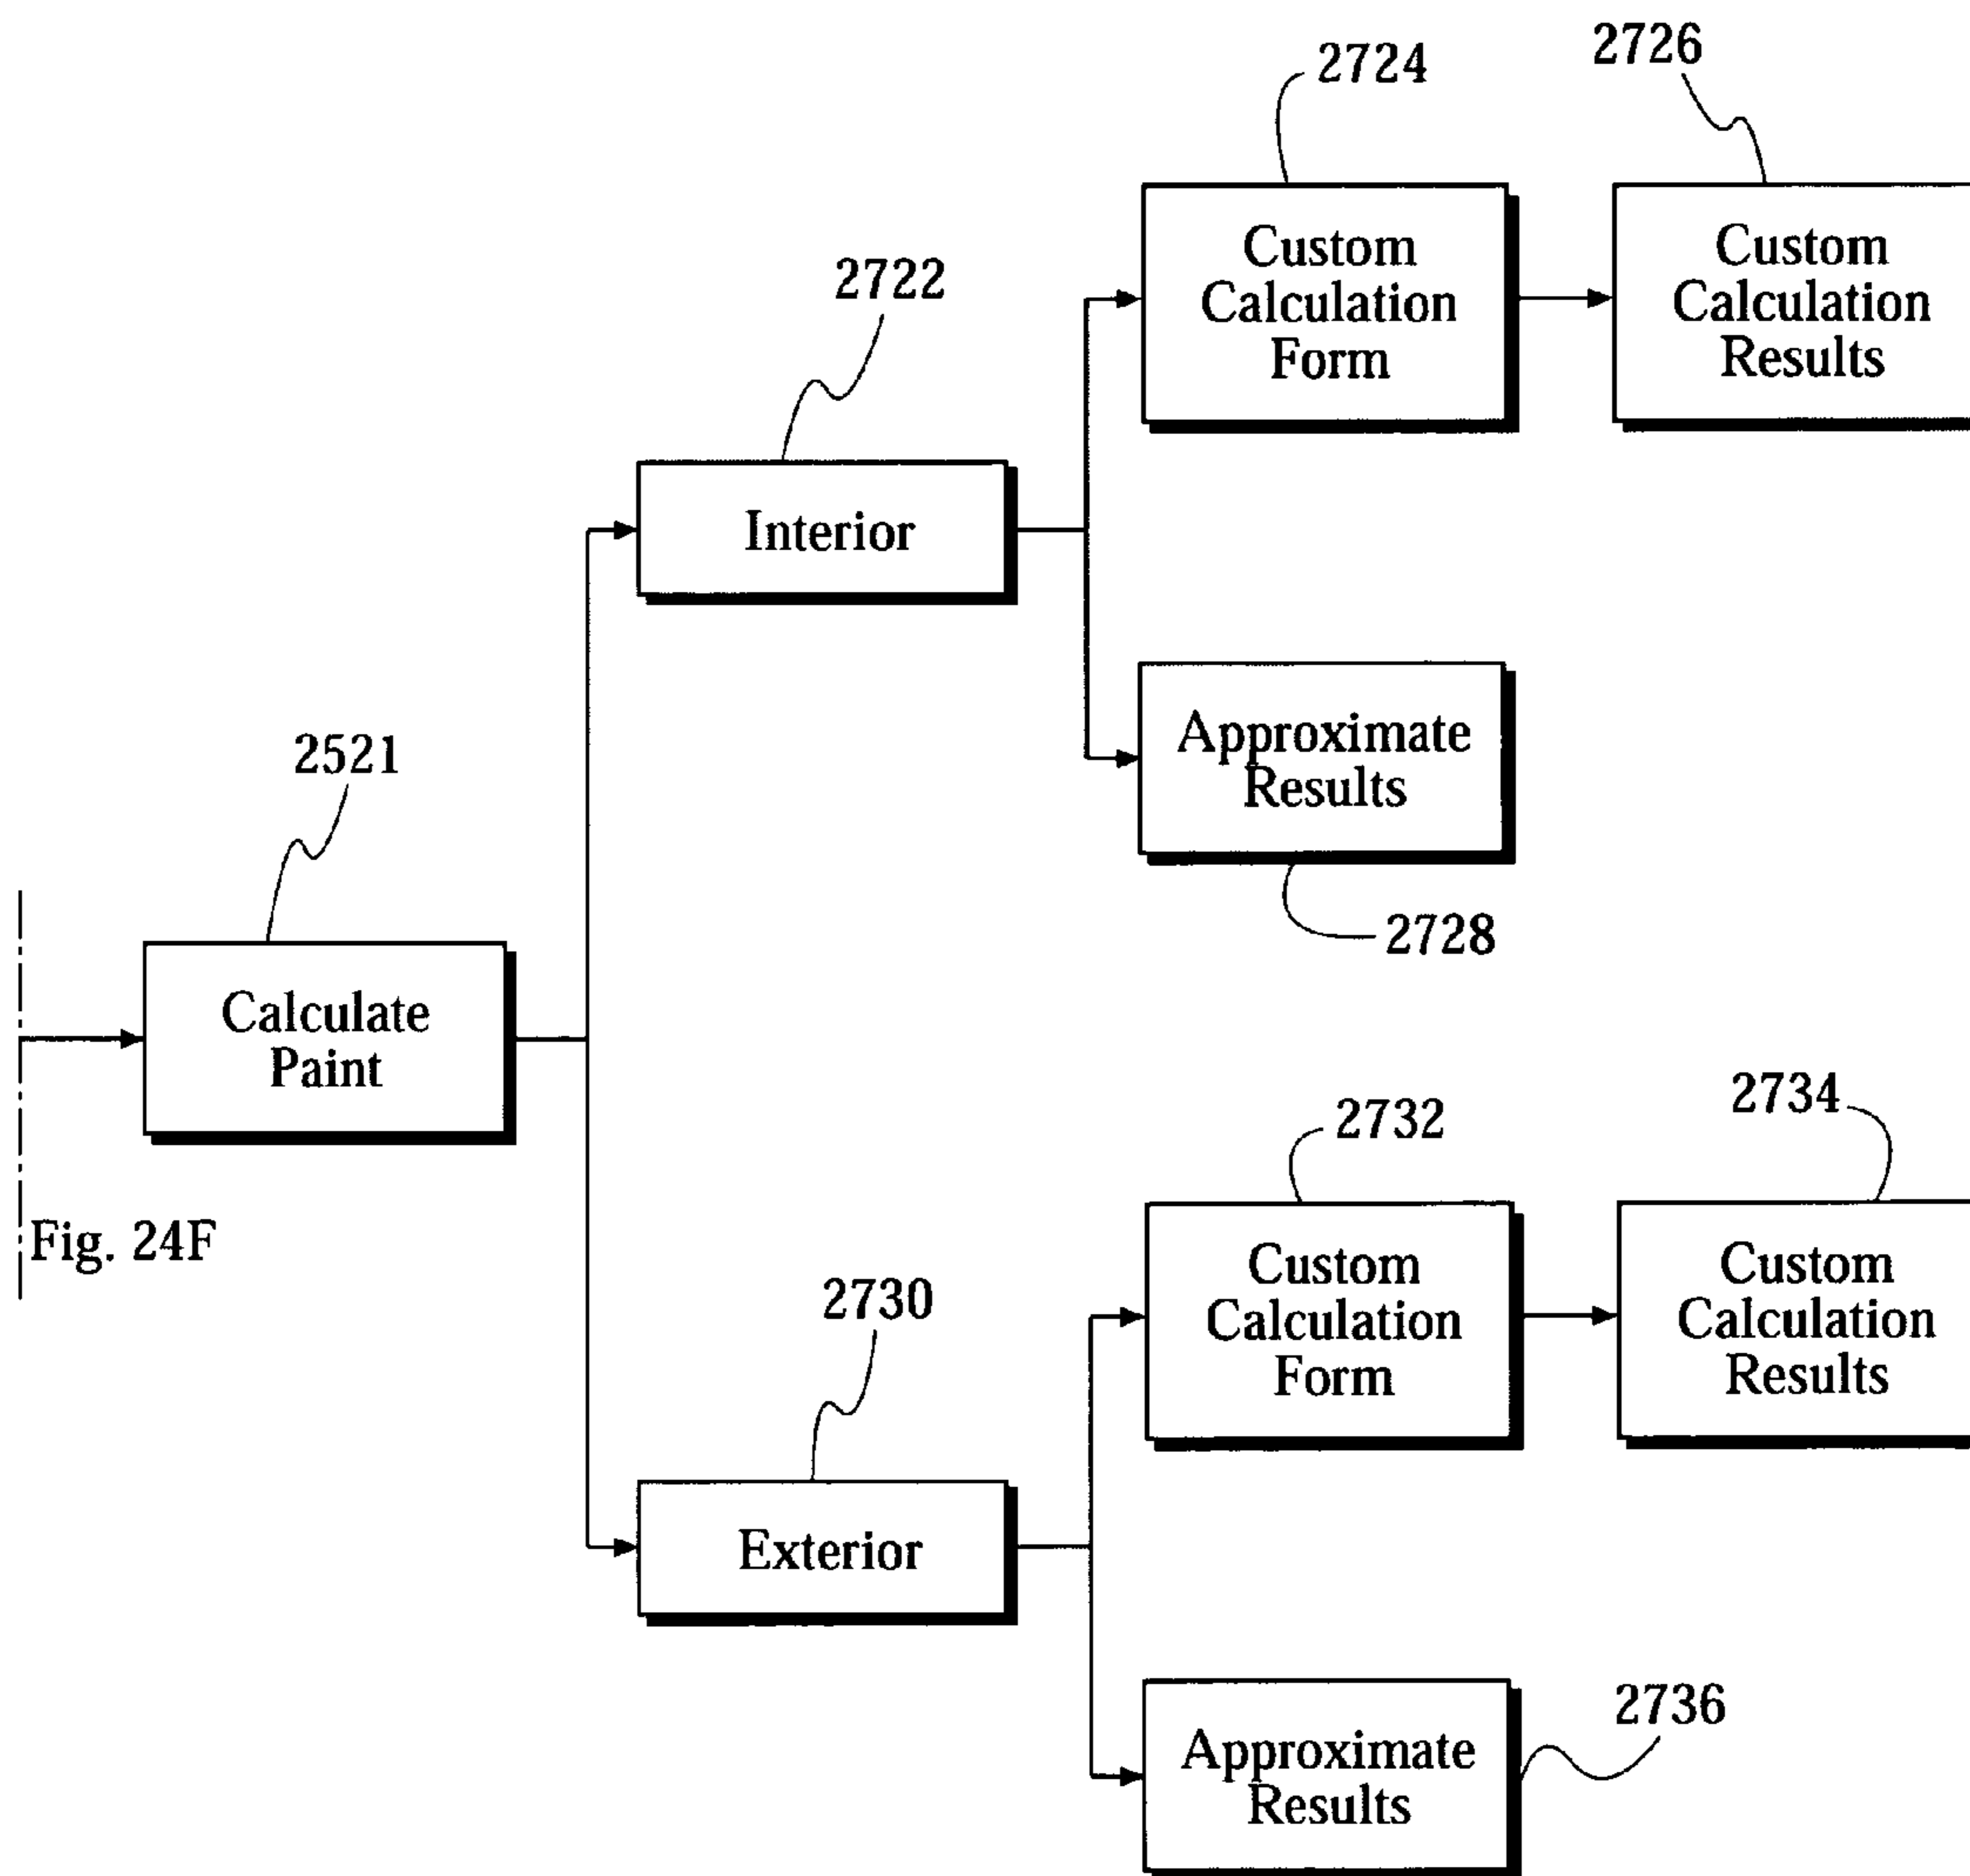 2726
2724
Custom
Calculation
Form
Custom
Calculation
Results
2722
Interior
Approximate
Results
2728
2521
Calculate
Paint
Fig. 24F
2732
2734
Custom
Calculation
Form
Custom
Calculation
Results
2730
Exterior
2736
Approximate
Results